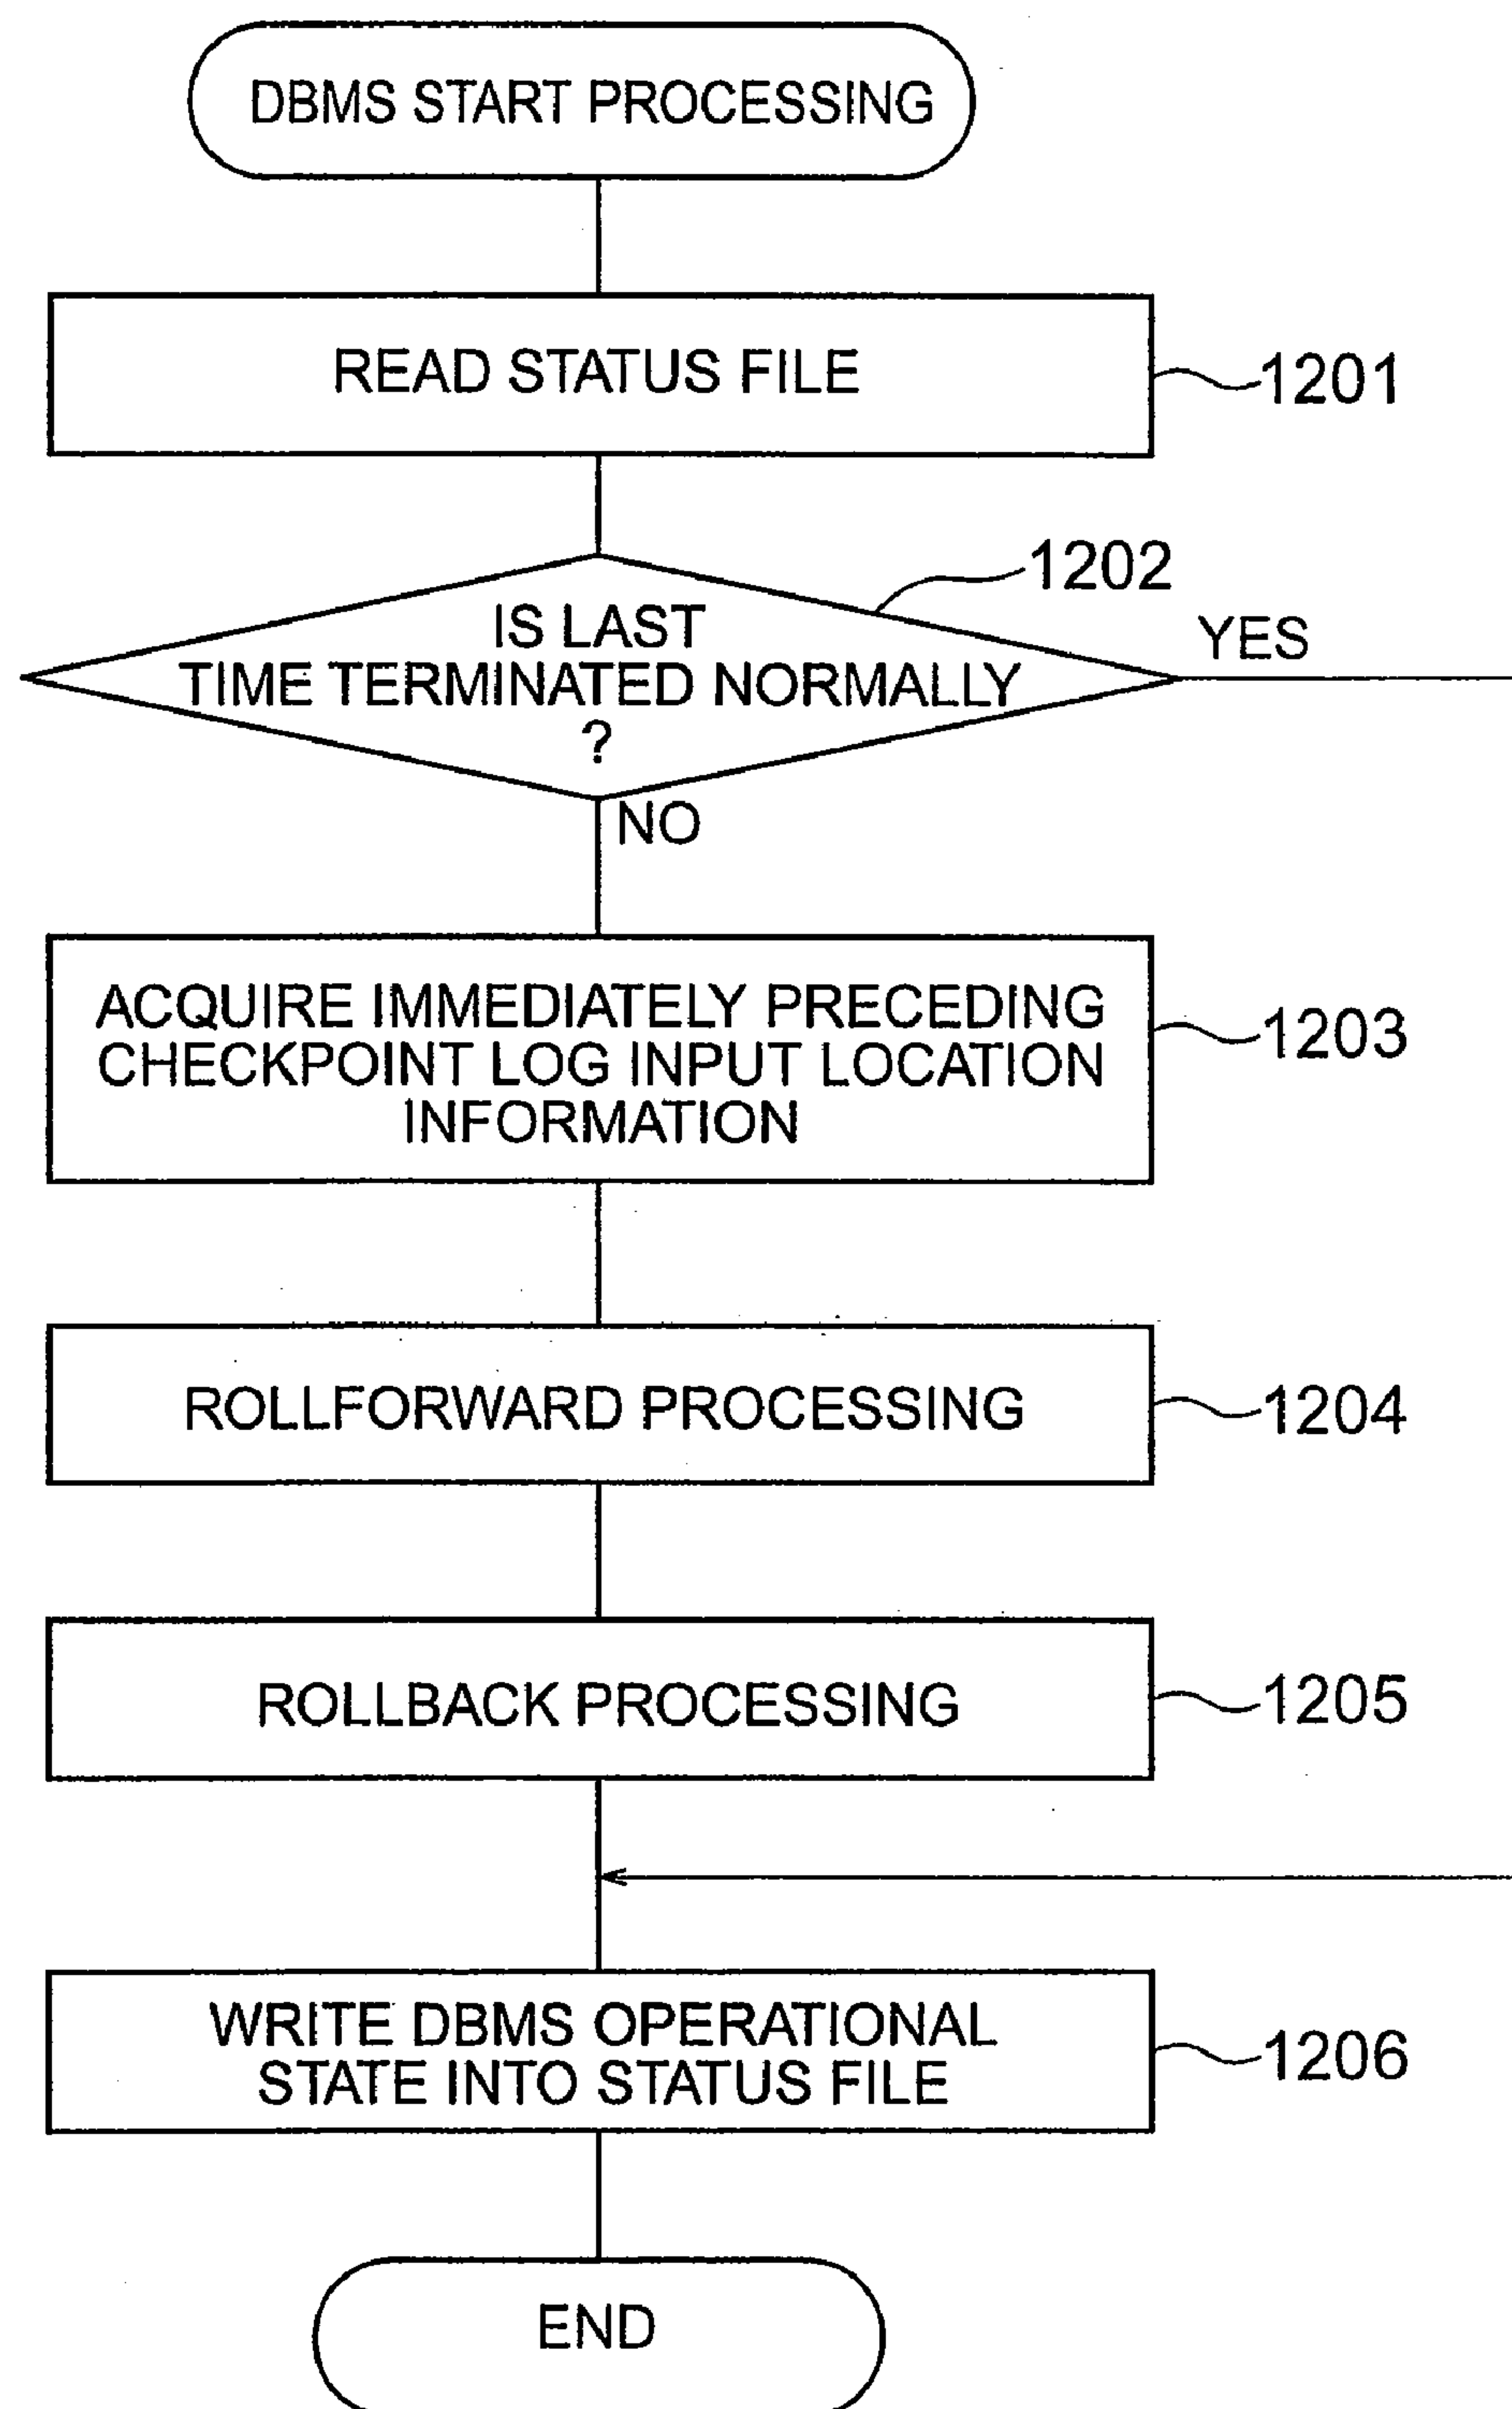 DBMS START PROCESSING
READ STATUS FILE
1201
1202
IS LAST
TIME TERMINATED NORMALLY
?
YES
NO
ACQUIRE IMMEDIATELY PRECEDING
CHECKPOINT LOG INPUT LOCATION
INFORMATION
1203
ROLLFORWARD PROCESSING
1204
ROLLBACK PROCESSING
1205
WRITE DBMS OPERATIONAL
STATE INTO STATUS FILE
1206
END